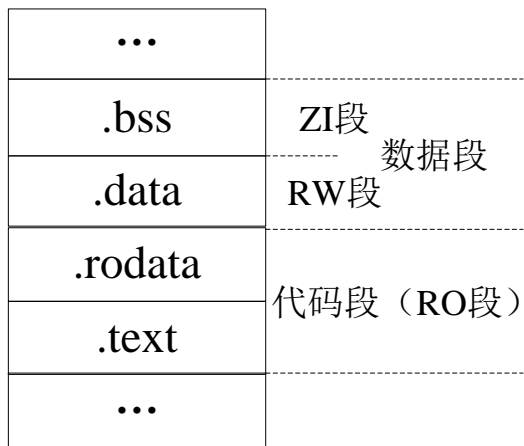 ...
.bss
ZI段
数据段
.data
RW段
.rodata
代码段（RO段）
.text
...